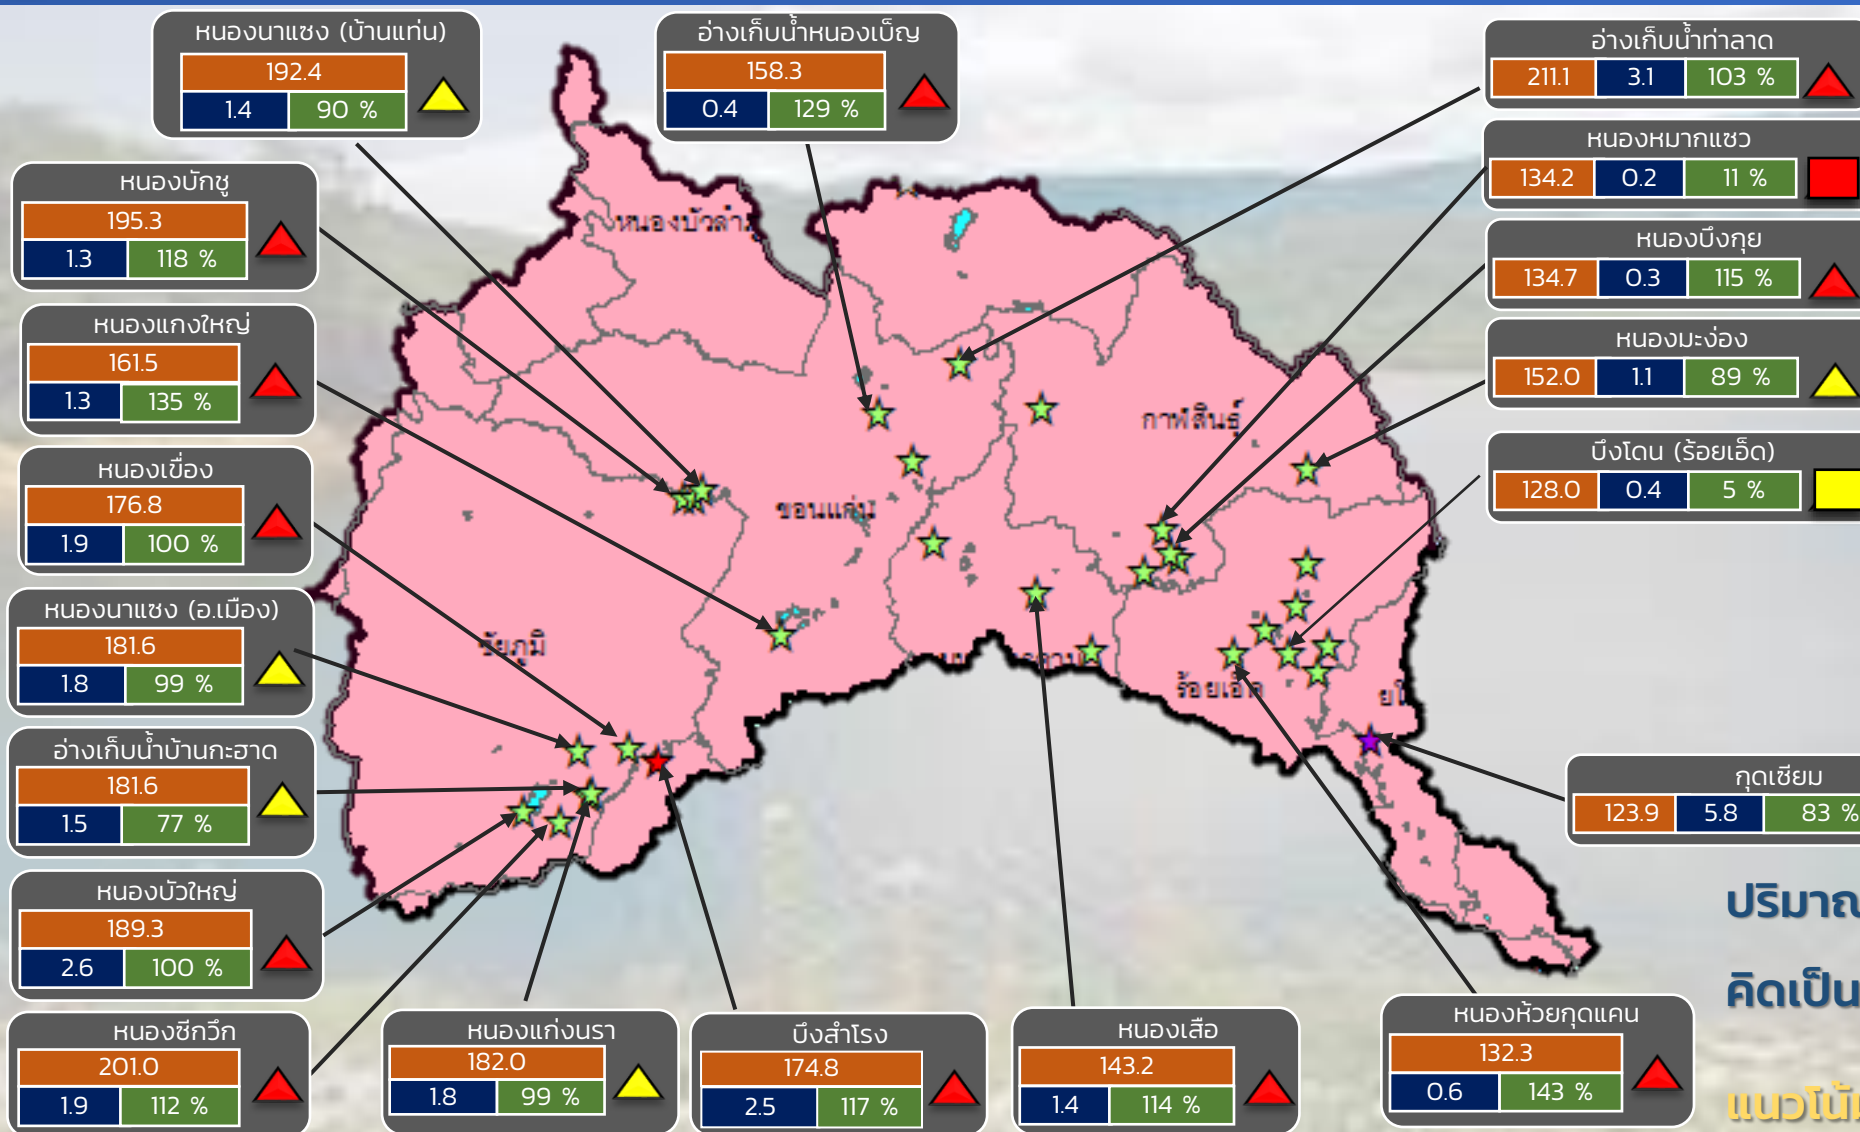 หนองนาแซง (บ้านแท่น)
192.4
1.4 90 %
อ่างเก็บน้ำหนองเบ็ญ
158.3
0.4 129 %
อ่างเก็บน้ำท่าลาด
211.1 3.1 103 %
หนองหมากแซว
134.2 0.2 11 %
หนองบึงกุย
134.7 0.3 115 %
หนองมะง่อง
152.0 1.1 89 %
บึงโดน (ร้อยเอ็ด)
128.0 0.4 5 %
กุดเชียม
123.9 5.8 83 %
หนองบักชู
195.3
1.3 118 %
หนองแกงใหญ่
161.5
1.3 135 %
หนองเขื่อง
176.8
1.9 100 %
หนองนาแซง (อ.เมือง)
181.6
1.8 99 %
อ่างเก็บน้ำบ้านกะฮาด
181.6
1.5 77 %
หนองบัวใหญ่
189.3
2.6 100 %
หนองซีกวึก
201.0
1.9 112 %
หนองแก่งนรา
182.0
1.8 99 %
บึงสำโรง
174.8
2.5 117 %
หนองเสือ
143.2
1.4 114 %
หนองห้วยกุดแคน
132.3
0.6 143 %
หนองบัวลำภู
กาฬสินธุ์
ขอนแก่น
ชัยภูมิ
ร้อยเอ็ด
ปริมาณ
คิดเป็น
แนวโน้ม